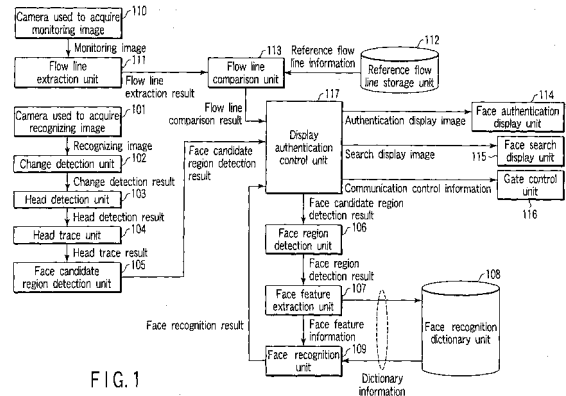 110
Camera used to acquire
monitoring image
Monitoring image
111
Flow line
extraction unit
Flow line
extraction result
113
Flow line
comparison unit
Reference flow
line information
112
Reference flow
line storage unit
Flow line
comparison result
101
Camera used to acquire
recognizing image
Recognizing image
102
Change detection unit
Change detection result
103
Head detection unit
Head detection result
104
Head trace unit
Head trace result
105
Face candidate
region detection unit
Face candidate
region detection
result
117
Display
authentication
control unit
Authentication display image
114
Face authentication
display unit
Search display image
115
Face search
display unit
Communication control information
Gate control
unit
116
Face candidate region
detection result
106
Face region
detection unit
Face region
detection result
107
Face feature
extraction unit
Face feature
information
109
Face recognition
unit
Face recognition result
108
Face recognition
dictionary unit
Dictionary
information
FIG. 1